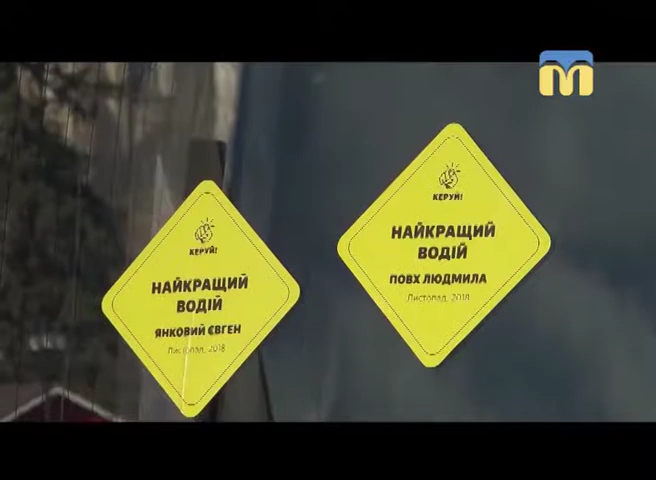 КЕРУЙ!
НАЙКРАЩИЙ
ВОДІЙ
ЯНКОВИЙ ЄВГЕН
Листопад, 2018
КЕРУЙ!
НАЙКРАЩИЙ
ВОДІЙ
ПОВХ ЛЮДМИЛА
Листопад, 2018